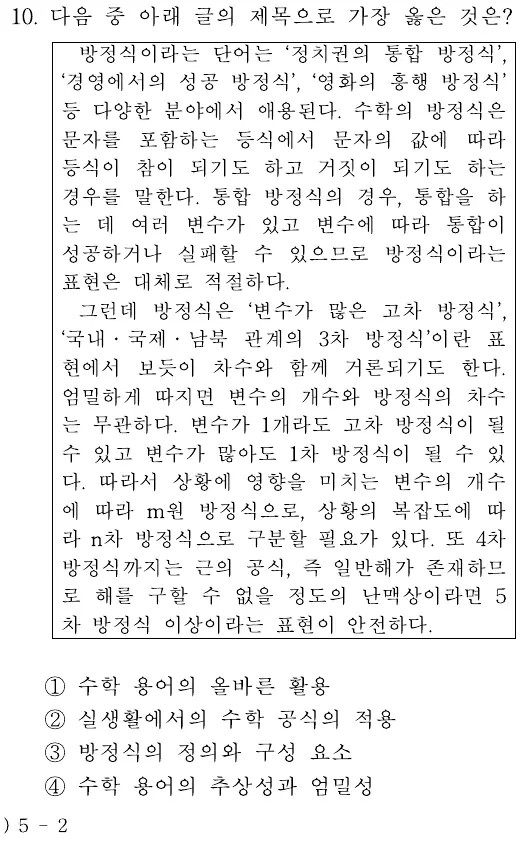 10. 다음 중 아래 글의 제목으로 가장 옳은 것은?
방정식이라는 단어는 ‘정치권의 통합 방정식’,
‘경영에서의 성공 방정식’, ‘영화의 흥행 방정식’
등 다양한 분야에서 애용된다. 수학의 방정식은
문자를 포함하는 등식에서 문자의 값에 따라
등식이 참이 되기도 하고 거짓이 되기도 하는
경우를 말한다. 통합 방정식의 경우, 통합을 하
는 데 여러 변수가 있고 변수에 따라 통합이
성공하거나 실패할 수 있으므로 방정식이라는
표현은 대체로 적절하다.
그런데 방정식은 ‘변수가 많은 고차 방정식’,
‘국내·국제·남북 관계의 3차 방정식’이란 표
현에서 보듯이 차수와 함께 거론되기도 한다.
엄밀하게 따지면 변수의 개수와 방정식의 차수
는 무관하다. 변수가 1개라도 고차 방정식이 될
수 있고 변수가 많아도 1차 방정식이 될 수 있
다. 따라서 상황에 영향을 미치는 변수의 개수
에 따라 m원 방정식으로, 상황의 복잡도에 따
라 n차 방정식으로 구분할 필요가 있다. 또 4차
방정식까지는 근의 공식, 즉 일반해가 존재하므
로 해를 구할 수 없을 정도의 난맥상이라면 5
차 방정식 이상이라는 표현이 안전하다.
① 수학 용어의 올바른 활용
② 실생활에서의 수학 공식의 적용
③ 방정식의 정의와 구성 요소
④ 수학 용어의 추상성과 엄밀성
) 5 - 2